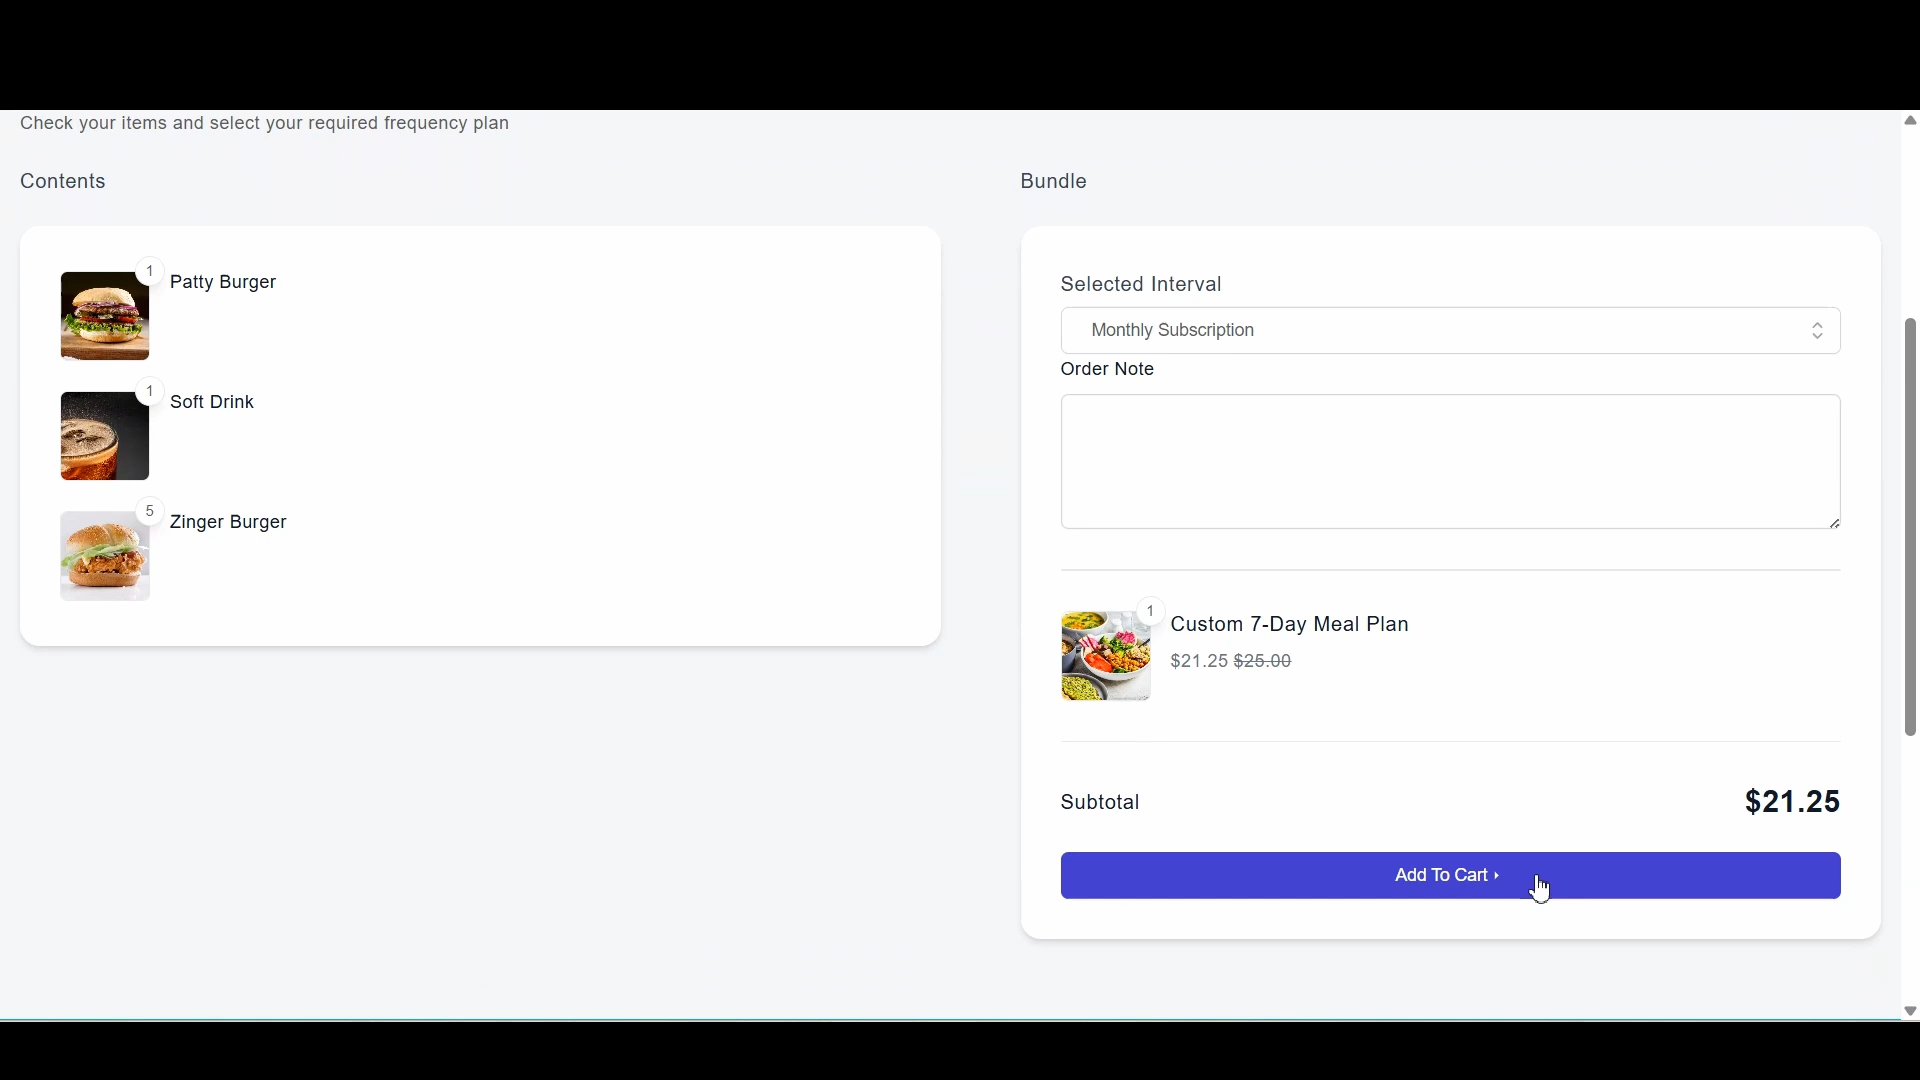 Check your items and select your required frequency plan
Contents
1
Patty Burger
1
Soft Drink
5
Zinger Burger
Bundle
Selected Interval
Monthly Subscription
Order Note
1
Custom 7-Day Meal Plan
$21.25 $25.00
Subtotal
$21.25
Add To Cart